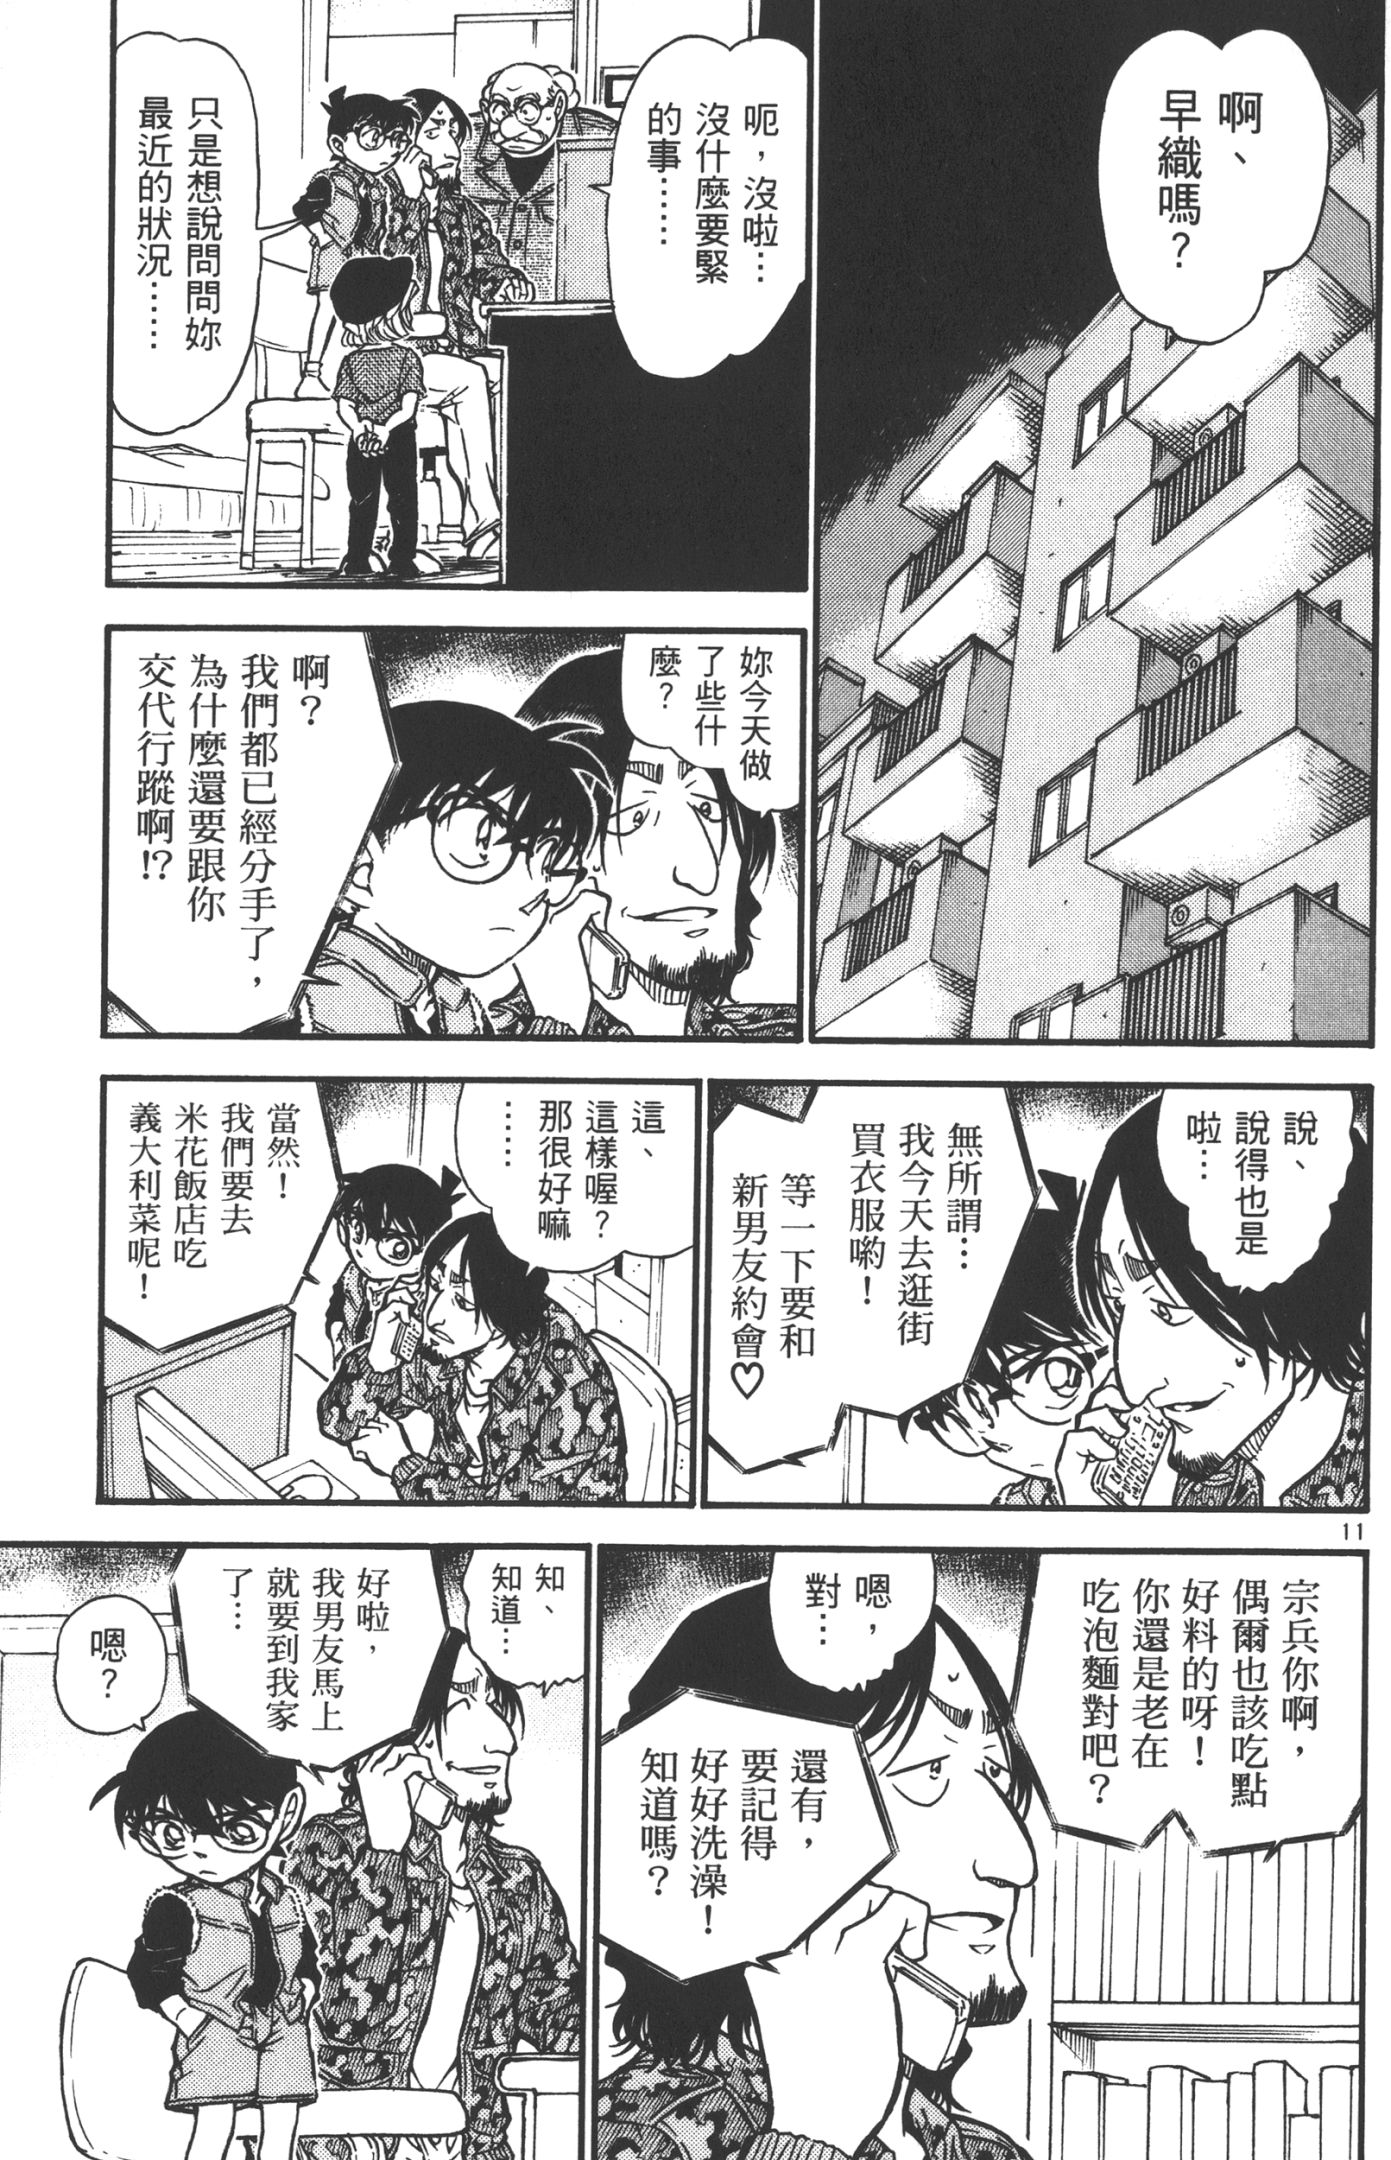 啊、
早織嗎？
呃，沒啦…
沒什麼要緊
的事……
只是想說問問妳
最近的狀況……
妳今天做
了些什
麼？
啊？
我們都已經分手了，
為什麼還要跟你
交代行蹤啊!?
說、
說得也是
啦…
無所謂…
我今天去逛街
買衣服喲！
等一下要和
新男友約會♡
這、
這樣喔？
那很好嘛
……
當然！
我們要去
米花飯店吃
義大利菜呢！
11
宗兵你啊，
偶爾也該吃點
好料的呀！
你還是老在
吃泡麵對吧？
嗯，
對…
還有，
要記得
好好洗澡！
知道嗎？
知、
知道…
好啦，
我男友馬上
就要到我家
了…
嗯？